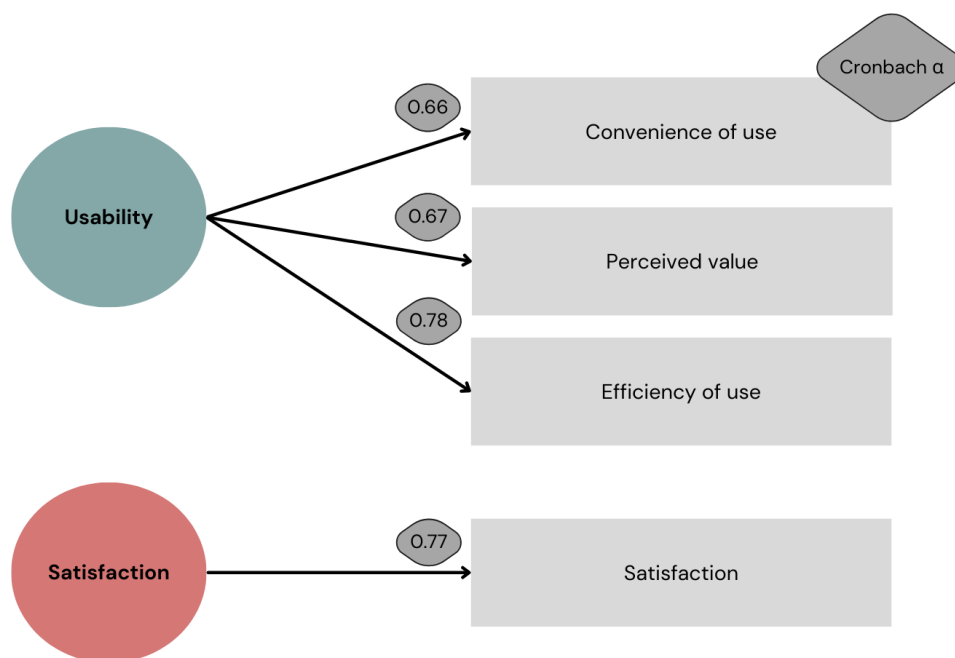 Cronbach α
0.66
Convenience of use
Usability
0.67
Perceived value
0.78
Efficiency of use
0.77
Satisfaction
Satisfaction